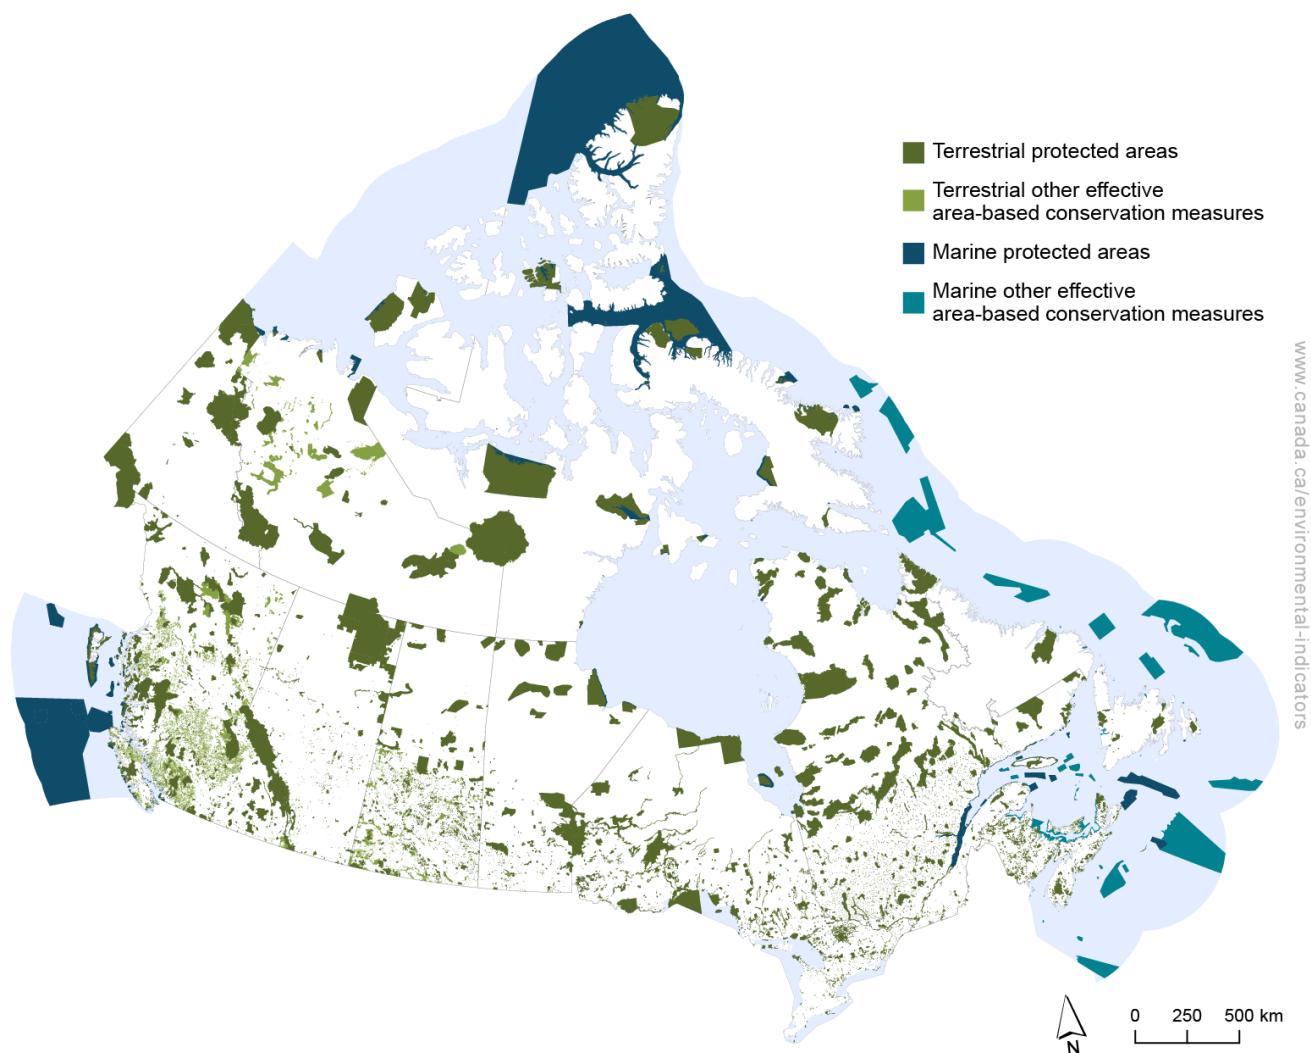 Terrestrial protected areas
Terrestrial other effective
area-based conservation measures
Marine protected areas
Marine other effective
area-based conservation measures
www.canada.ca/environmental-indicators
0 250 500 km
N